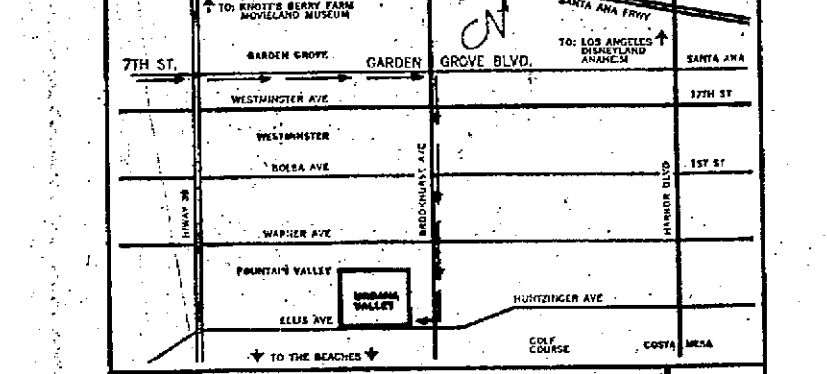 TO: KNOTT'S BERRY FARM
MOVIELAND MUSEUM
SANTA ANA FRWY
TO: LOS ANGELES
DISNEYLAND
ANAHEIM
7TH ST.
GARDEN GROVE
GARDEN GROVE BLVD.
SANTA ANA
WESTMINSTER AVE
17TH ST
WESTMINSTER
BOLSA AVE
1ST ST
HIWAY 39
BROOKHURST AVE
HARBOR BLVD
WARNER AVE
FOUNTAIN VALLEY
VALLEY
HUNTZINGER AVE
ELLIS AVE
GOLF
COURSE
COSTA MESA
TO THE BEACHES